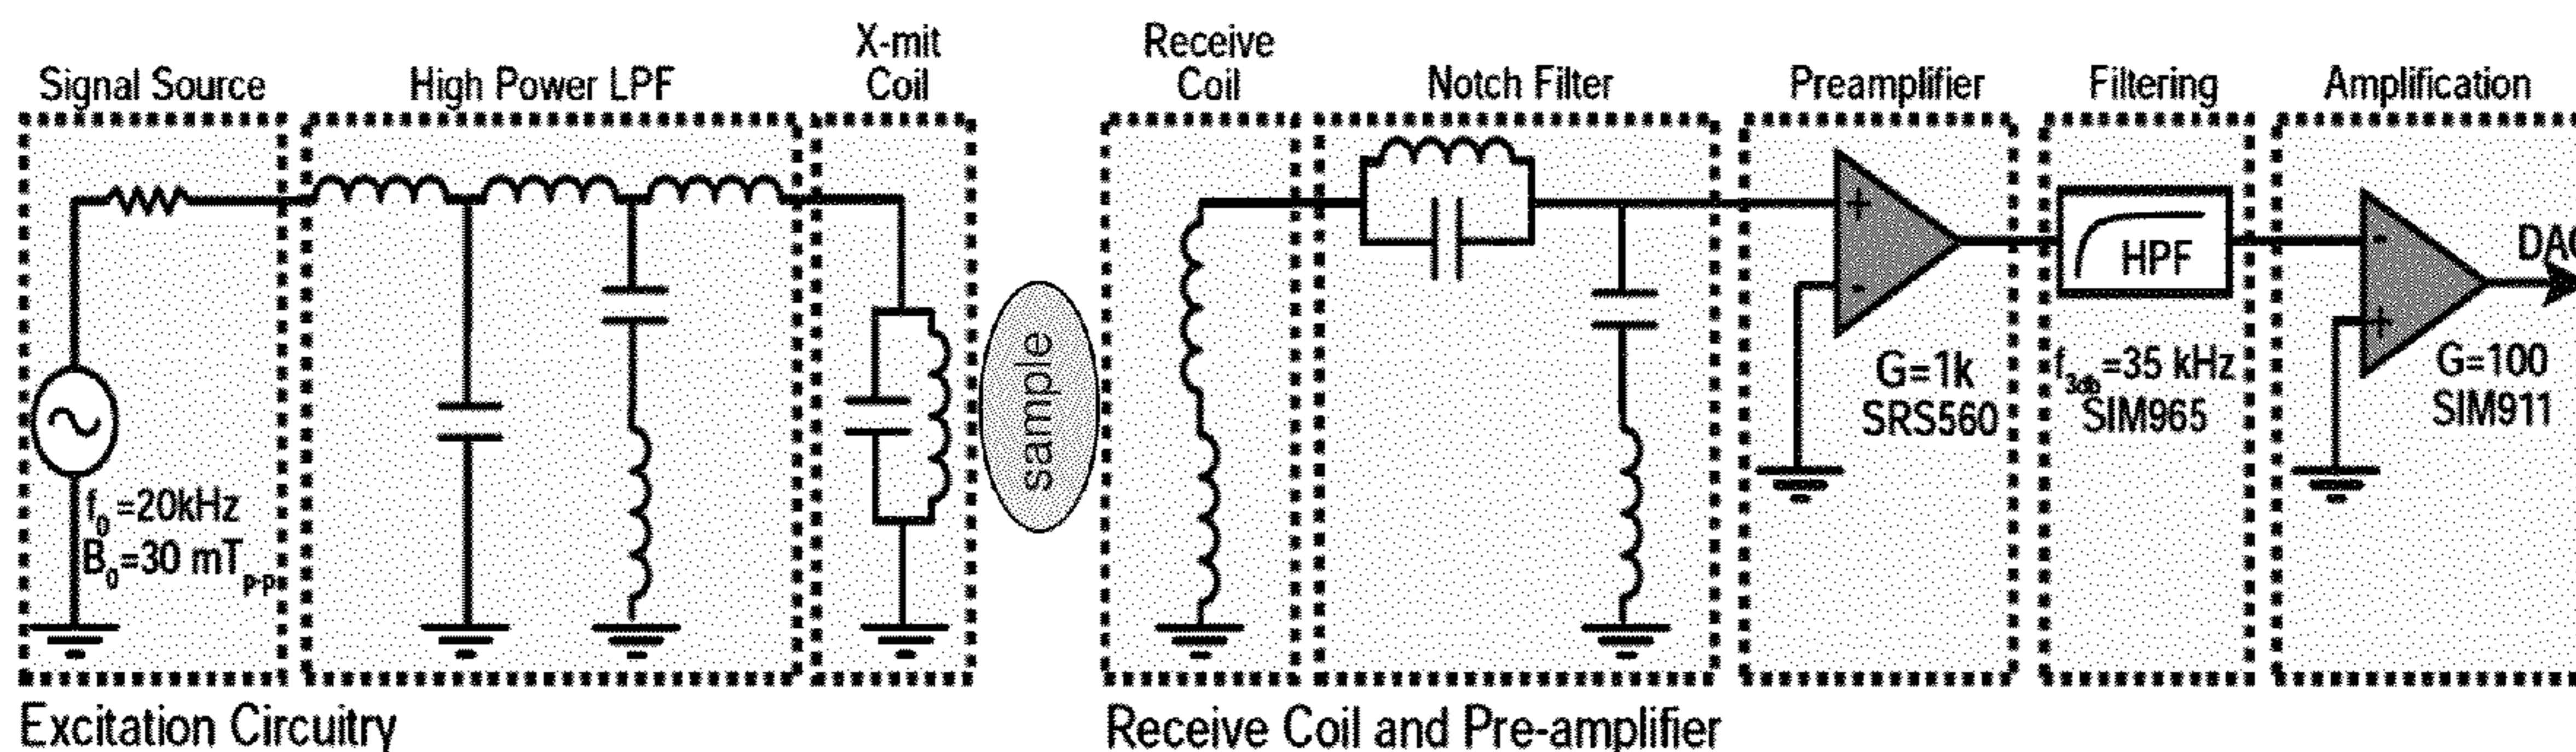 Signal Source
High Power LPF
X-mit
Coil
Receive
Coil
Notch Filter
Preamplifier
Filtering
Amplification
f0 =20kHz
B0=30 mTp-p
sample
+
-
G=1k
SRS560
HPF
f3db=35 kHz
SIM965
-
+
G=100
SIM911
Excitation Circuitry
Receive Coil and Pre-amplifier